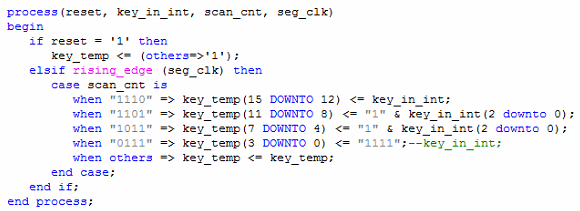 process(reset, key_in_int, scan_cnt, seg_clk)
begin
if reset = '1' then
key_temp <= (others=>'1');
elsif rising_edge (seg_clk) then
case scan_cnt is
when "1110" => key_temp(15 DOWNTO 12) <= key_in_int;
when "1101" => key_temp(11 DOWNTO 8) <= "1" & key_in_int(2 downto 0);
when "1011" => key_temp(7 DOWNTO 4) <= "1" & key_in_int(2 downto 0);
when "0111" => key_temp(3 DOWNTO 0) <= "1111";--key_in_int;
when others => key_temp <= key_temp;
end case;
end if;
end process;